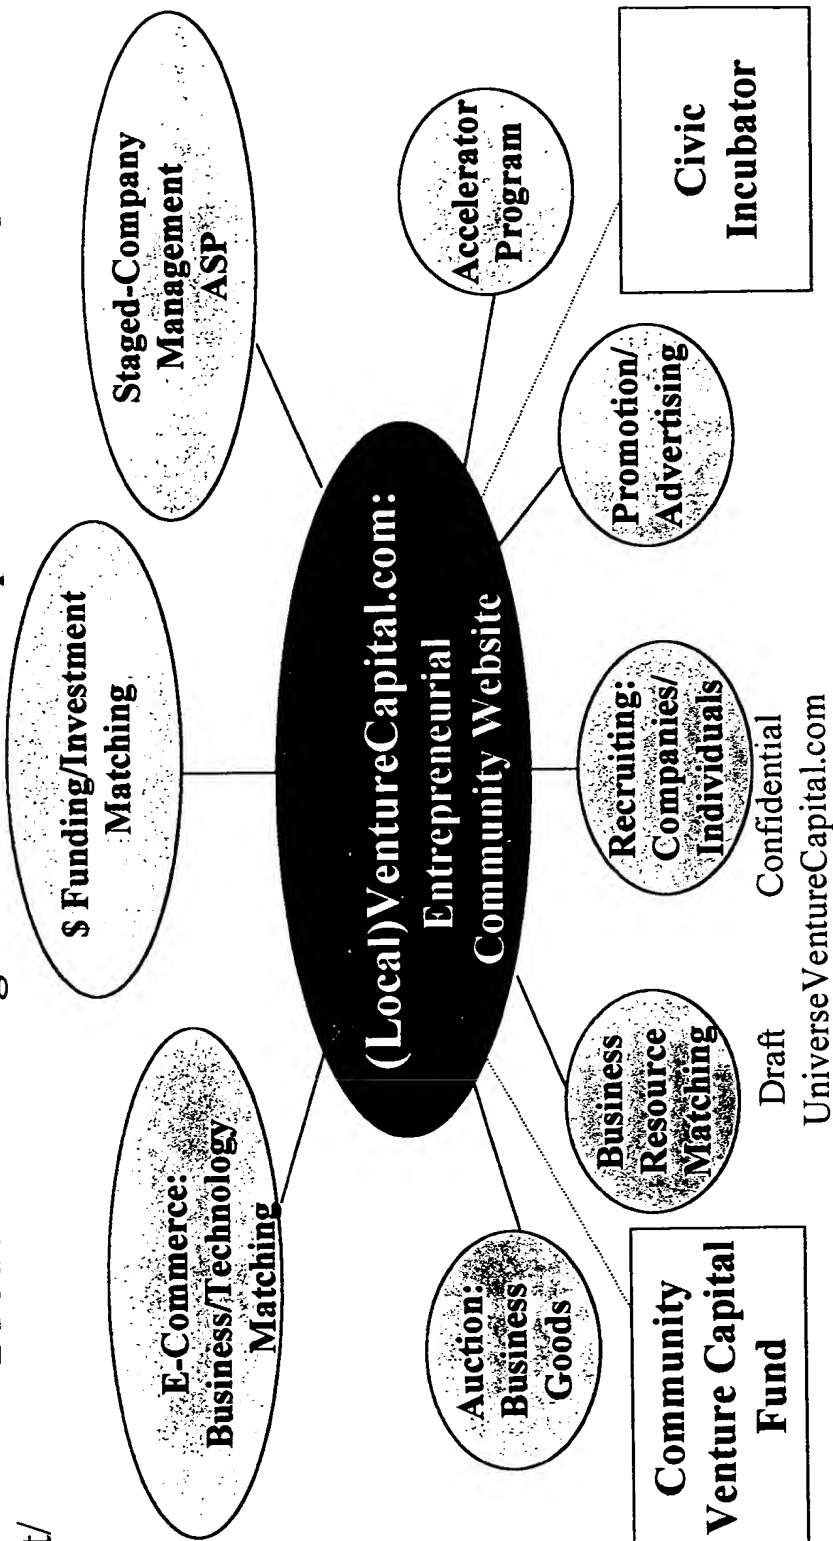 $ Funding/Investment
Matching
E-Commerce:
Business/Technology
Matching
Staged-Company
Management
ASP
(Local)VentureCapital.com:
Entrepreneurial
Community Website
Auction:
Business
Goods
Accelerator
Program
Business
Resource
Matching
Recruiting:
Companies/
Individuals
Promotion/
Advertising
Community
Venture Capital
Fund
Civic
Incubator
Draft
Confidential
UniverseVentureCapital.com